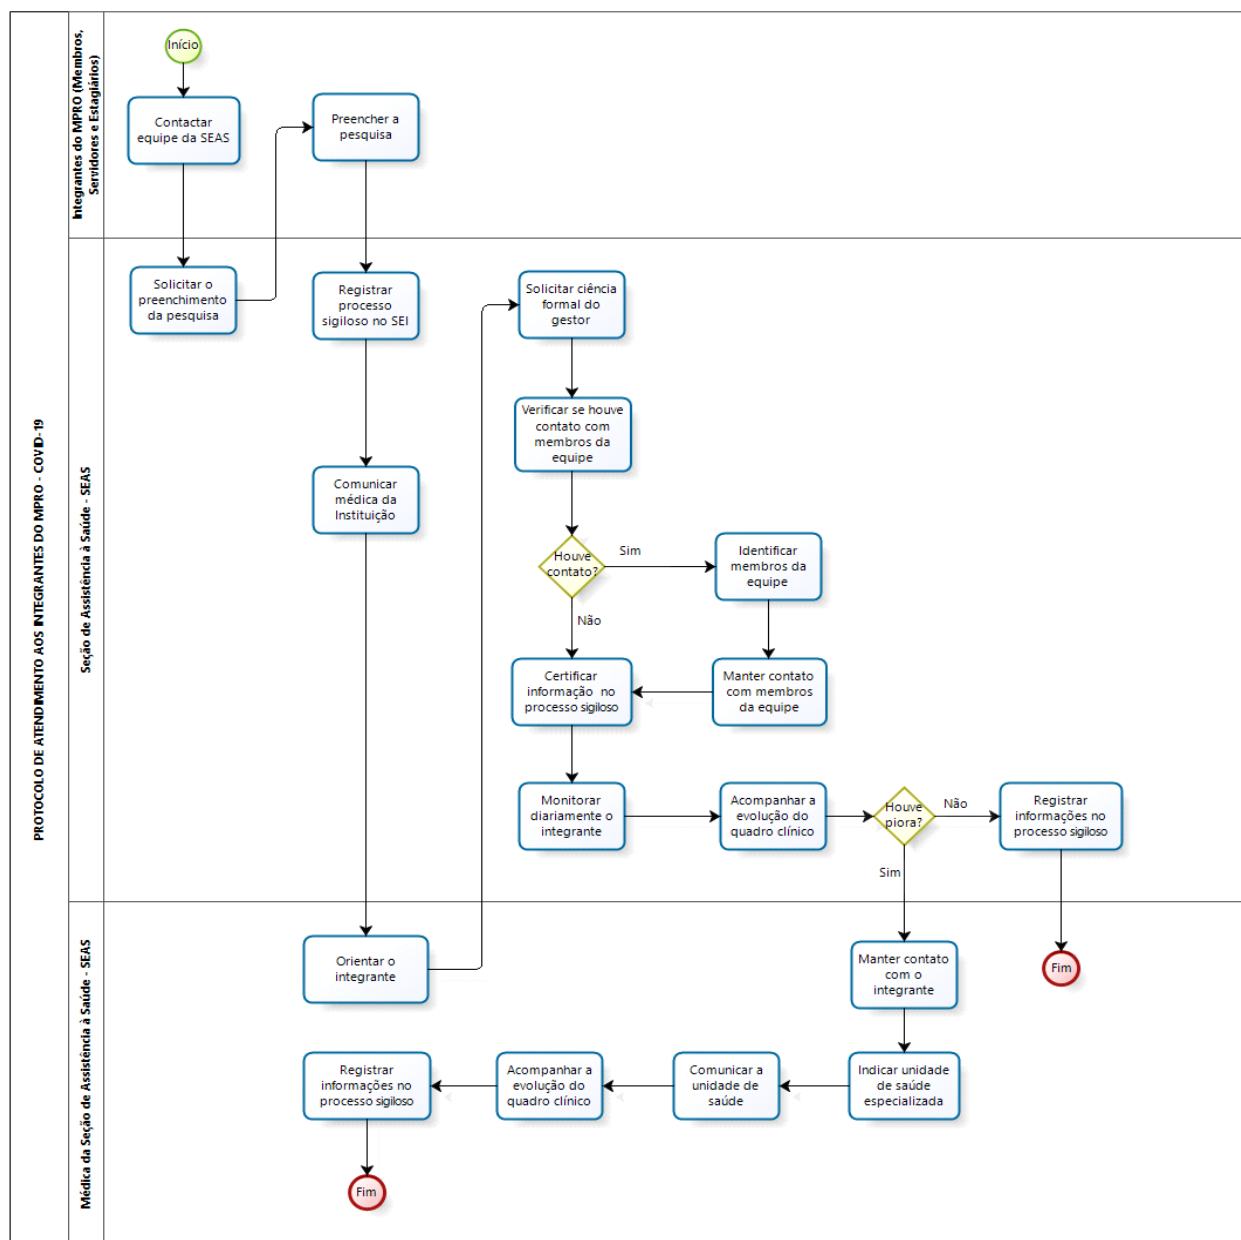 PROTOCOLO DE ATENDIMENTO AOS INTEGRANTES DO MPRO - COVID-19
Integrantes do MPRO (Membros,
Servidores e Estagiários)
Início
Contactar
equipe da SEAS
Preencher a
pesquisa
Seção de Assistência à Saúde - SEAS
Solicitar o
preenchimento
da pesquisa
Registrar
processo
sigiloso no SEI
Solicitar ciência
formal do
gestor
Verificar se houve
contato com
membros da
equipe
Comunicar
médica da
Instituição
Houve
contato?
Sim
Identificar
membros da
equipe
Não
Certificar
informação no
processo sigiloso
Manter contato
com membros
da equipe
Monitorar
diariamente o
integrante
Acompanhar a
evolução do
quadro clínico
Houve
piora?
Não
Registrar
informações no
processo sigiloso
Sim
Médica da Seção de Assistência à Saúde - SEAS
Orientar o
integrante
Manter contato
com o
integrante
Fim
Registrar
informações no
processo sigiloso
Acompanhar a
evolução do
quadro clínico
Comunicar a
unidade de
saúde
Indicar unidade
de saúde
especializada
Fim